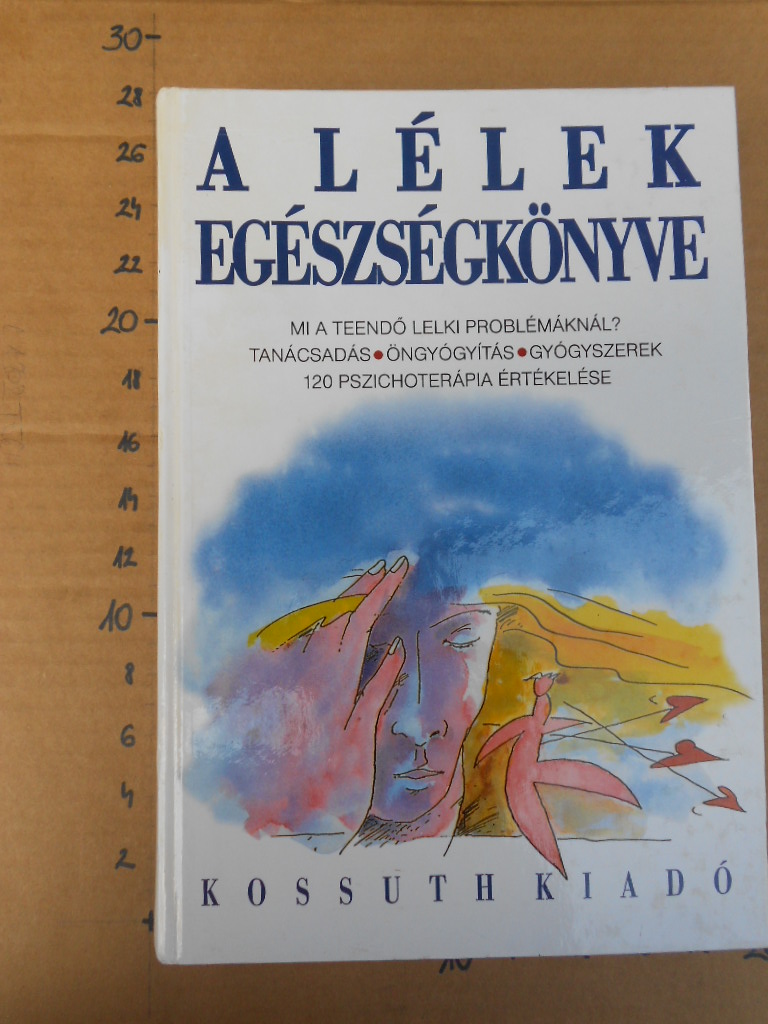 30
28
26
24
22
20
18
16
14
12
10
8
6
4
2
A LÉLEK
EGÉSZSÉGKÖNYVE
MI A TEENDŐ LELKI PROBLÉMÁKNÁL?
TANÁCSADÁS • ÖNGYÓGYÍTÁS • GYÓGYSZEREK
120 PSZICHOTERÁPIA ÉRTÉKELÉSE
KOSSUTH KIADÓ
10